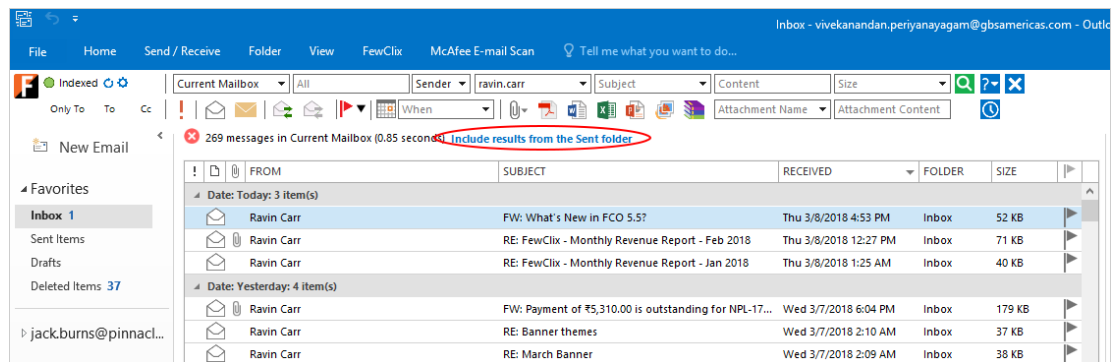 Inbox - vivekanandan.periyanayagam@gbsamericas.com - Outlo
File Home Send / Receive Folder View FewClix McAfee E-mail Scan Tell me what you want to do...
Indexed Current Mailbox All Sender ravin.carr Subject Content Size ?
Only To To Cc ! When Attachment Name Attachment Content
269 messages in Current Mailbox (0.85 seconds) Include results from the Sent folder
New Email
! FROM SUBJECT RECEIVED FOLDER SIZE
Favorites
Date: Today: 3 item(s)
Inbox 1
Ravin Carr FW: What's New in FCO 5.5? Thu 3/8/2018 4:53 PM Inbox 52 KB
Sent Items
Ravin Carr RE: FewClix - Monthly Revenue Report - Feb 2018 Thu 3/8/2018 12:27 PM Inbox 71 KB
Drafts
Ravin Carr RE: FewClix - Monthly Revenue Report - Jan 2018 Thu 3/8/2018 1:25 AM Inbox 40 KB
Deleted Items 37
Date: Yesterday: 4 item(s)
Ravin Carr FW: Payment of ₹5,310.00 is outstanding for NPL-17... Wed 3/7/2018 6:04 PM Inbox 179 KB
jack.burns@pinnacl...
Ravin Carr RE: Banner themes Wed 3/7/2018 2:10 AM Inbox 37 KB
Ravin Carr RE: March Banner Wed 3/7/2018 2:09 AM Inbox 38 KB